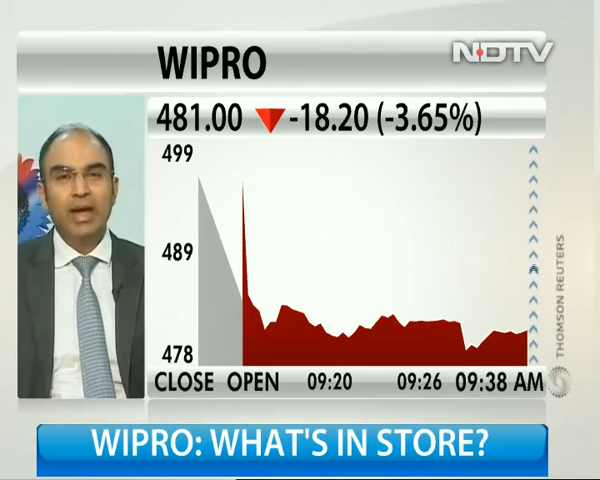 NDTV
WIPRO
481.00 -18.20 (-3.65%)
499
489
478
CLOSE OPEN 09:20 09:26 09:38 AM
THOMSON REUTERS
WIPRO: WHAT'S IN STORE?